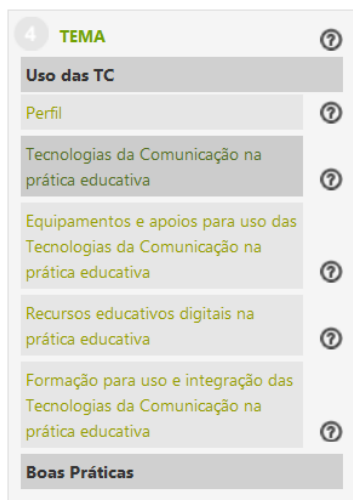 4 TEMA ?
Uso das TC
Perfil ?
Tecnologias da Comunicação na
prática educativa ?
Equipamentos e apoios para uso das
Tecnologias da Comunicação na
prática educativa ?
Recursos educativos digitais na
prática educativa ?
Formação para uso e integração das
Tecnologias da Comunicação na
prática educativa ?
Boas Práticas